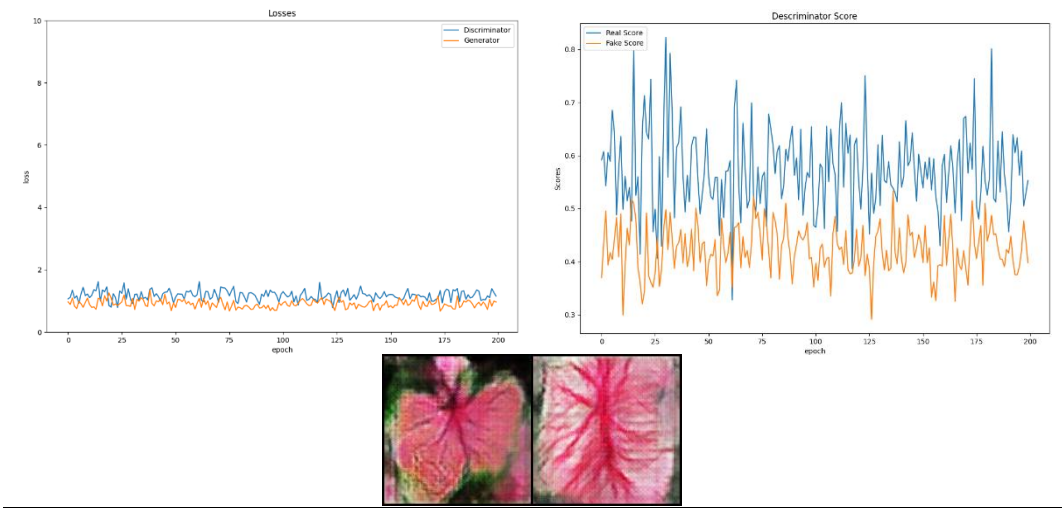 Losses
10
8
6
4
2
0
loss
0 25 50 75 100 125 150 175 200
epoch
Discriminator
Generator
Descriminator Score
0.8
0.7
0.6
0.5
0.4
0.3
Scores
0 25 50 75 100 125 150 175 200
epoch
Real Score
Fake Score